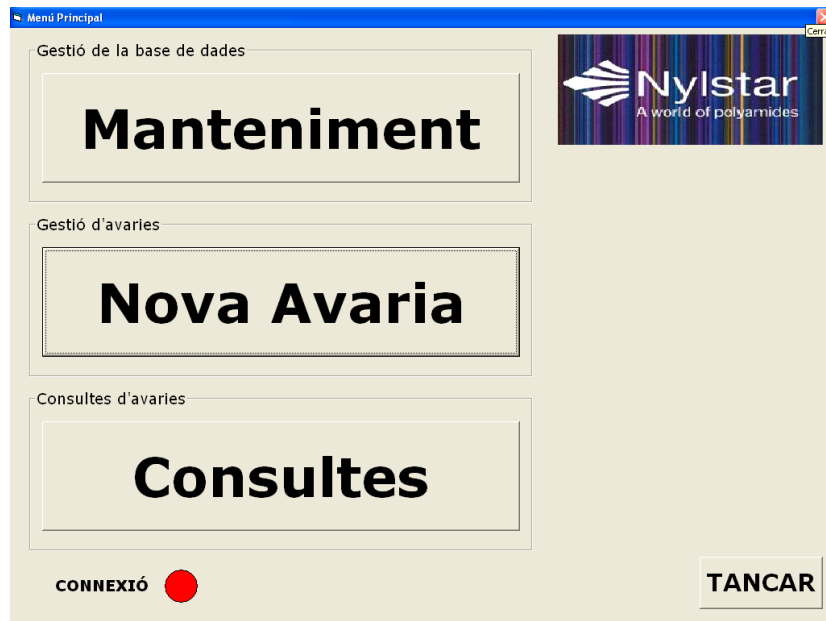 Menú Principal
Cerra
Gestió de la base de dades
Manteniment
Nylstar
A world of polyamides
Gestió d'avaries
Nova Avaria
Consultes d'avaries
Consultes
CONNEXIÓ
TANCAR